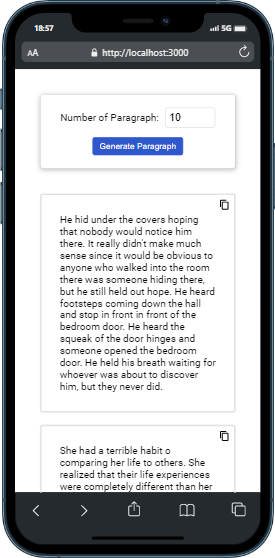 18:57
5G
AA
http://localhost:3000
Number of Paragraph: 10
Generate Paragraph
He hid under the covers hoping
that nobody would notice him
there. It really didn't make much
sense since it would be obvious to
anyone who walked into the room
there was someone hiding there,
but he still held out hope. He heard
footsteps coming down the hall
and stop in front in front of the
bedroom door. He heard the
squeak of the door hinges and
someone opened the bedroom
door. He held his breath waiting for
whoever was about to discover
him, but they never did.
She had a terrible habit o
comparing her life to others. She
realized that their life experiences
were completely different than her